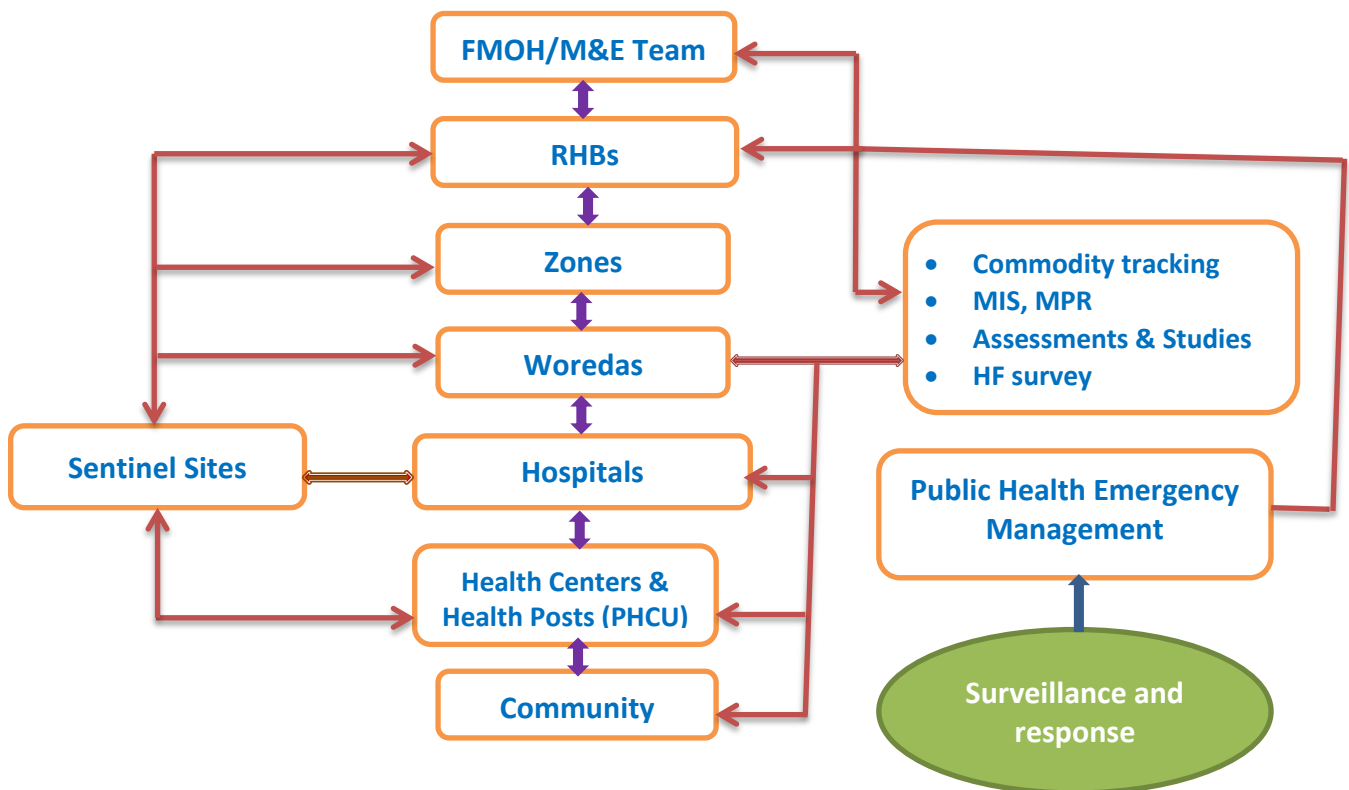 FMOH/M&E Team
RHBs
Zones
• Commodity tracking
• MIS, MPR
• Assessments & Studies
• HF survey
Woredas
Sentinel Sites
Hospitals
Public Health Emergency
Management
Health Centers &
Health Posts (PHCU)
Community
Surveillance and
response